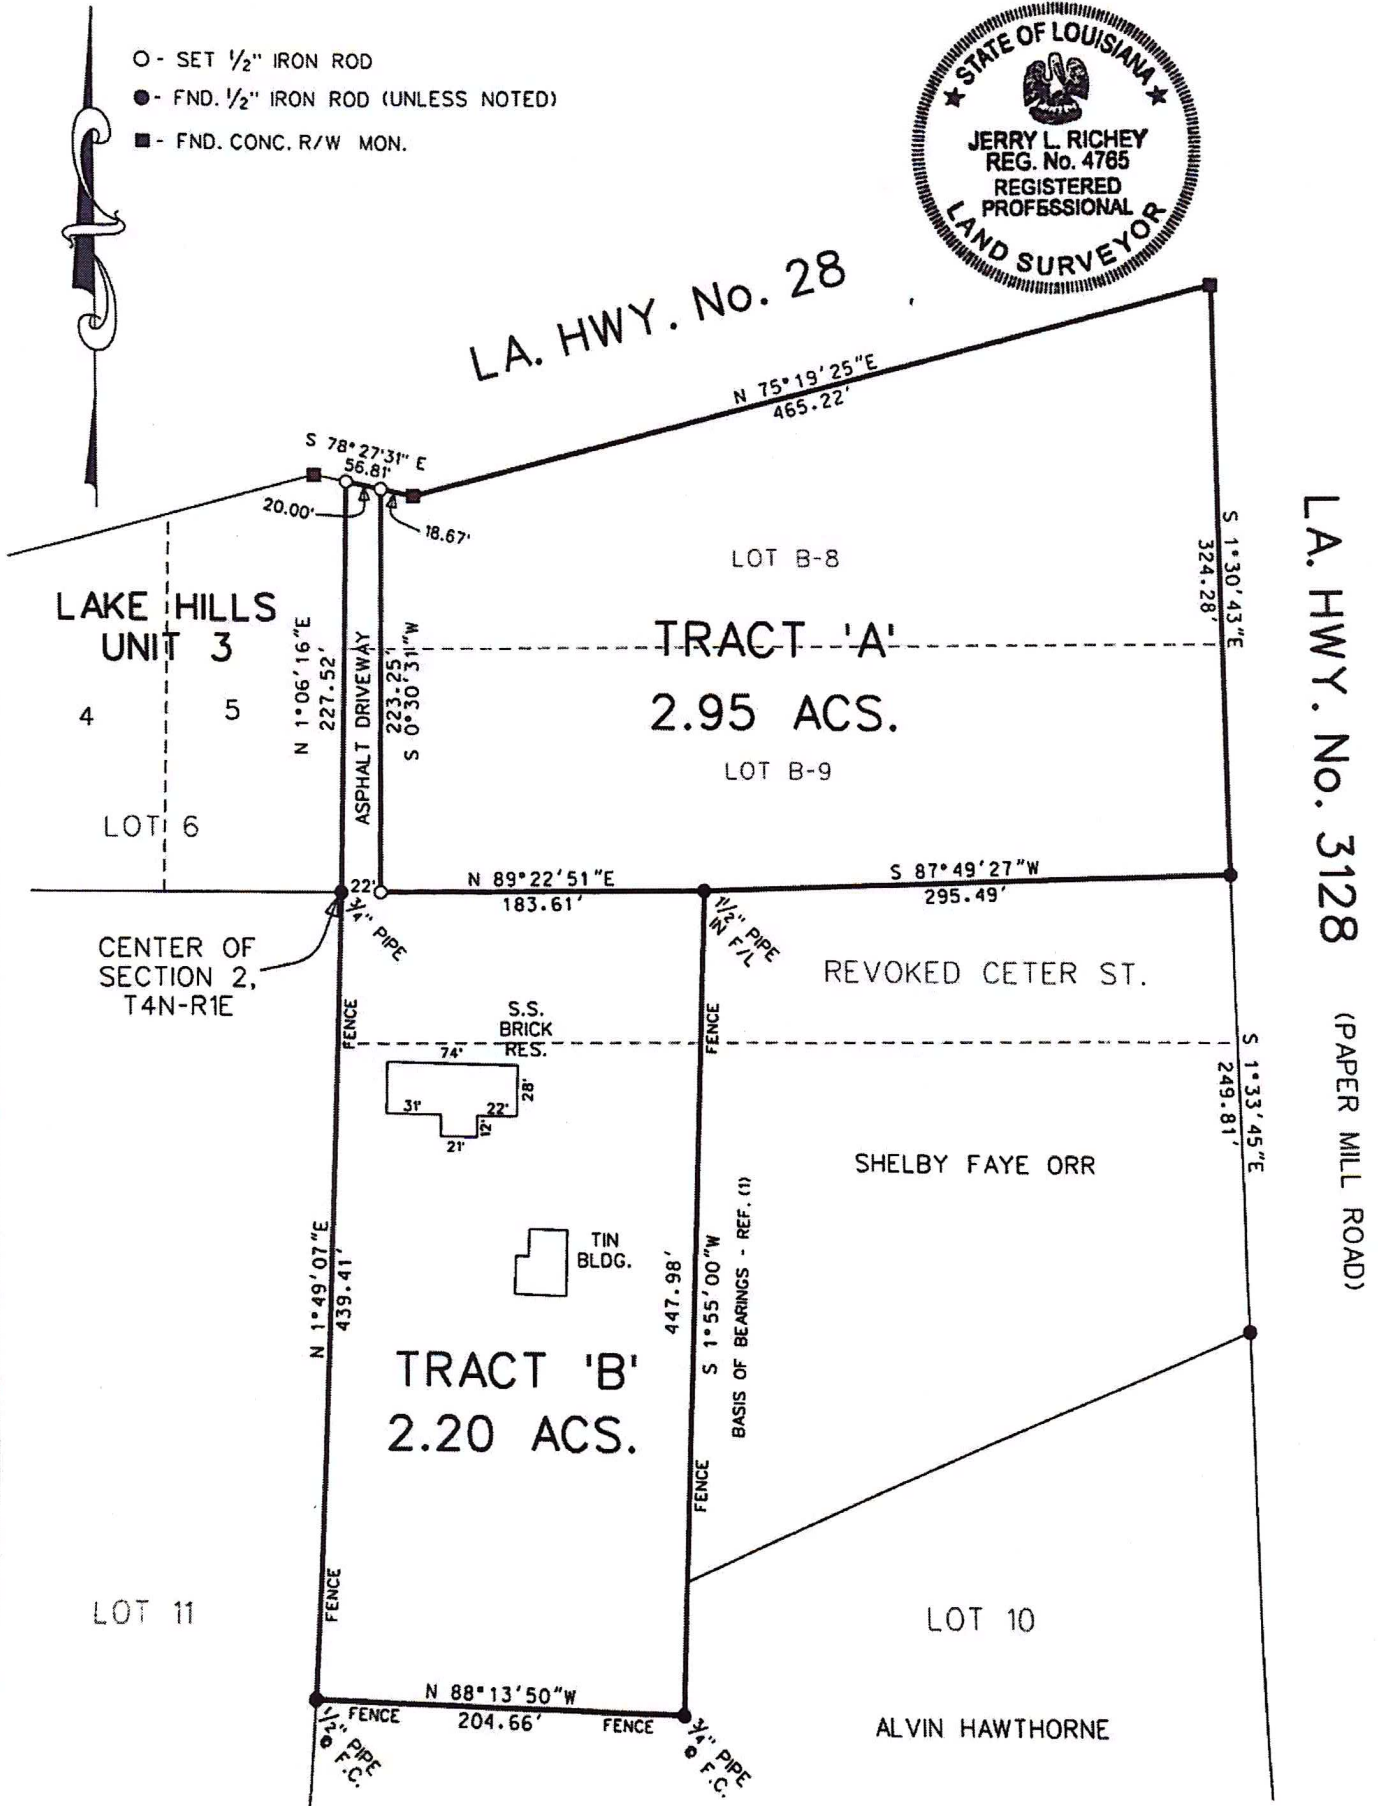 O - SET 1/2" IRON ROD
●- FND. 1/2" IRON ROD (UNLESS NOTED)
■ - FND. CONC. R/W MON.
STATE OF LOUISIANA
JERRY L. RICHEY
REG. No. 4765
REGISTERED
PROFESSIONAL
LAND SURVEYOR
LA. HWY. No. 28
N 75°19'25"E
465.22'
S 78°27'31" E
56.81'
20.00'
18.67'
S 1°30'43"E
324.28'
LOT B-8
LAKE HILLS
UNIT 3
4
5
LOT 6
N 1°06'16"E
227.52'
ASPHALT DRIVEWAY
223.25'
S 0°30'31"W
TRACT 'A'
2.95 ACS.
LOT B-9
LA. HWY. No. 3128 (PAPER MILL ROAD)
22'
N 89°22'51"E
183.61'
S 87°49'27"W
295.49'
3/4" PIPE
1/2" PIPE
IN F/L
CENTER OF
SECTION 2,
T4N-R1E
REVOKED CETER ST.
FENCE
S.S.
BRICK
RES.
FENCE
74'
28'
31'
22'
12'
21'
S 1°33'45"E
249.81'
SHELBY FAYE ORR
TIN
BLDG.
N 1°49'07"E
439.41'
447.98'
S 1°55'00"W
BASIS OF BEARINGS - REF. (1)
TRACT 'B'
2.20 ACS.
FENCE
FENCE
LOT 11
LOT 10
N 88°13'50"W
FENCE 204.66' FENCE
1/2" PIPE
@ F.C.
3/4" PIPE
@ F.C.
ALVIN HAWTHORNE